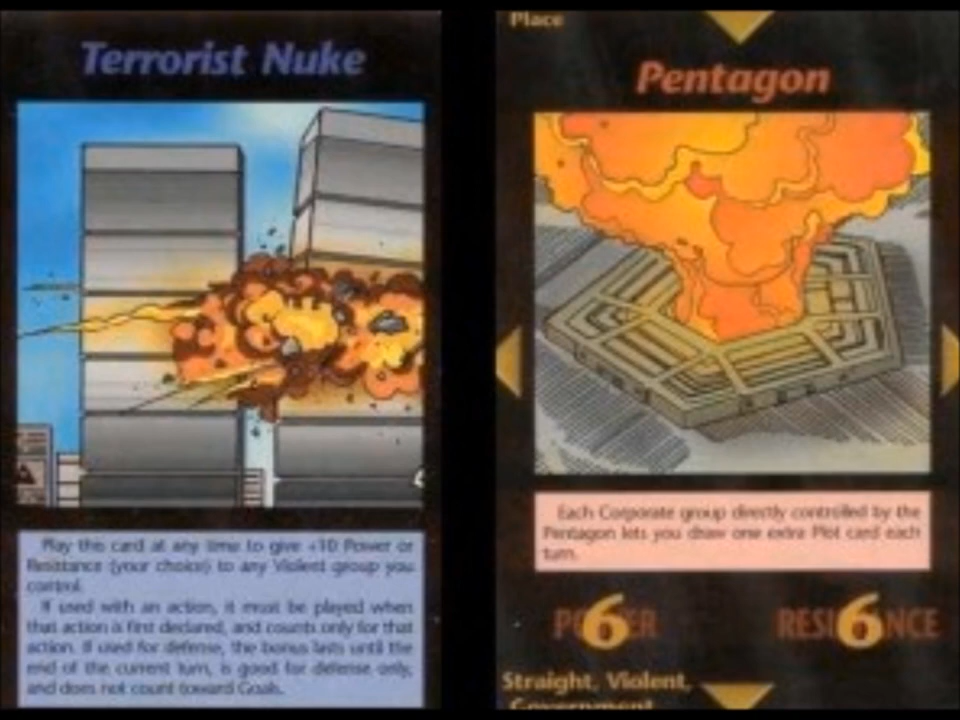 Terrorist Nuke
Play this card at any time to give +10 Power or
Resistance (your choice) to any Violent group you
control.
If used with an action, it must be played when
that action is first declared, and counts only for that
action. If used for defense, the bonus lasts until the
end of the current turn, is good for defense only,
and does not count toward Goals.
Place
Pentagon
Each Corporate group directly controlled by the
Pentagon lets you draw one extra Plot card each
turn.
POWER 6
RESISTANCE 6
Straight, Violent,
Government